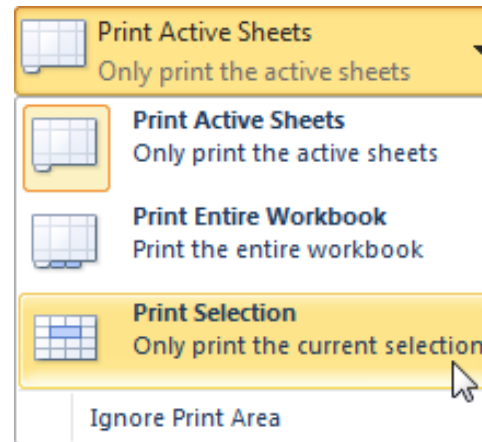 Print Active Sheets
Only print the active sheets
Print Active Sheets
Only print the active sheets
Print Entire Workbook
Print the entire workbook
Print Selection
Only print the current selection
Ignore Print Area